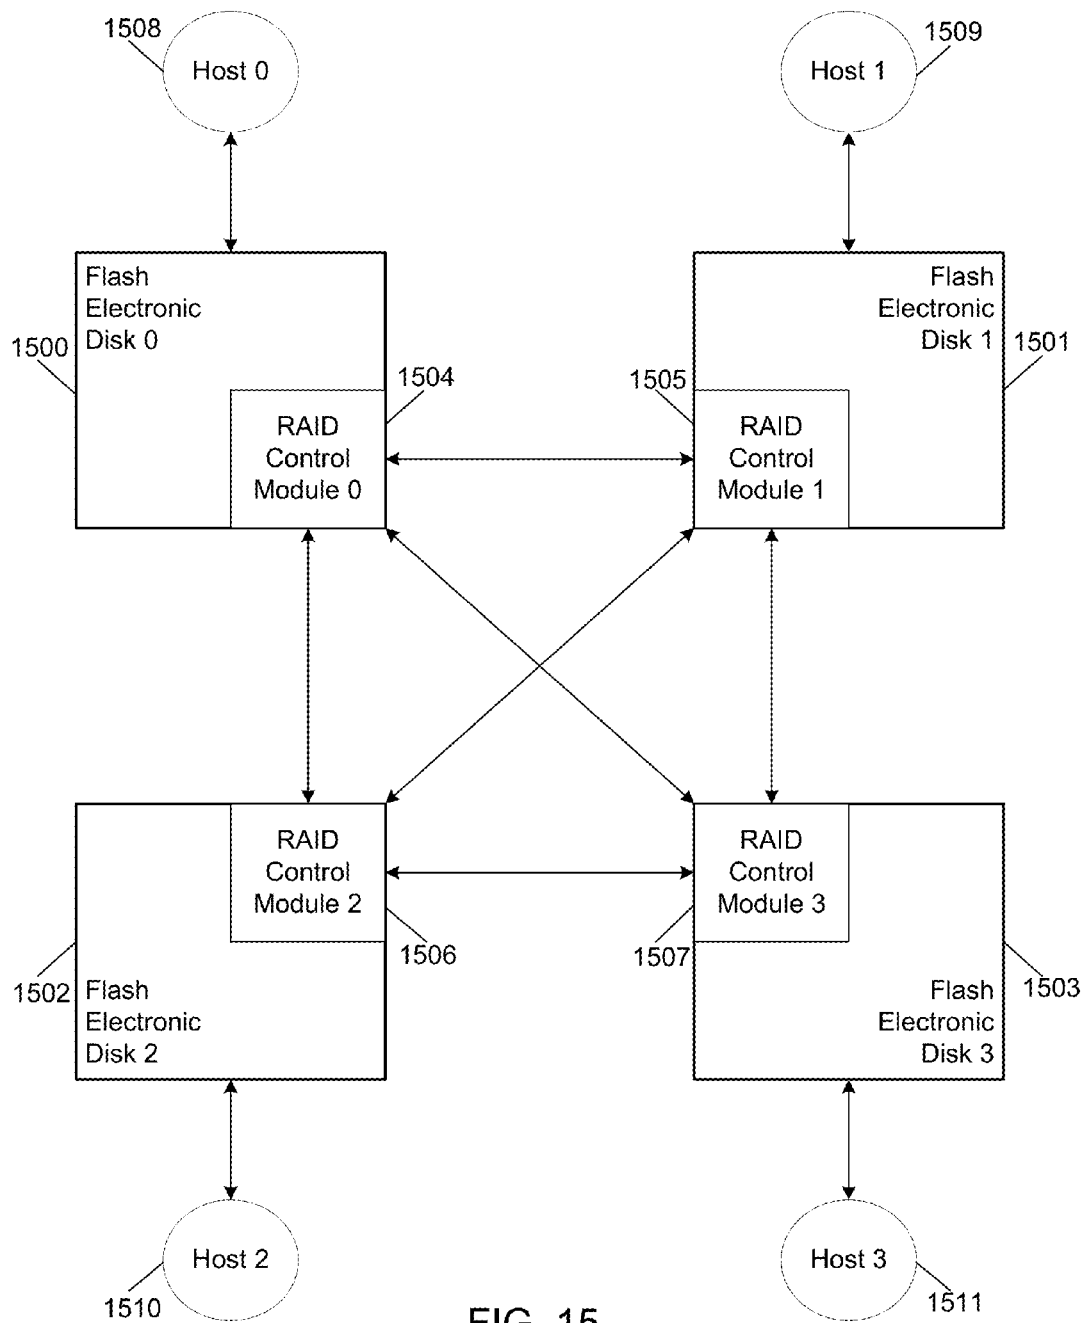 1508
Host 0
Host 1
1509
Flash
Electronic
Disk 0
Flash
Electronic
Disk 1
1500
1501
1504
1505
RAID
Control
Module 0
RAID
Control
Module 1
RAID
Control
Module 2
RAID
Control
Module 3
1506
1507
1502
Flash
Electronic
Disk 2
Flash
Electronic
Disk 3
1503
Host 2
Host 3
1510
1511
FIG. 15